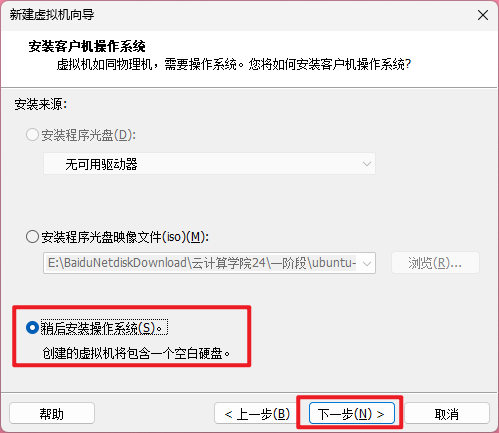 新建虚拟机向导
安装客户机操作系统
虚拟机如同物理机，需要操作系统。您将如何安装客户机操作系统?
安装来源:
安装程序光盘(D):
无可用驱动器
安装程序光盘映像文件(iso)(M):
E:\BaiduNetdiskDownload\云计算学院24\一阶段\ubuntu-
浏览(R)...
稍后安装操作系统(S)。
创建的虚拟机将包含一个空白硬盘。
帮助
< 上一步(B)
下一步(N) >
取消